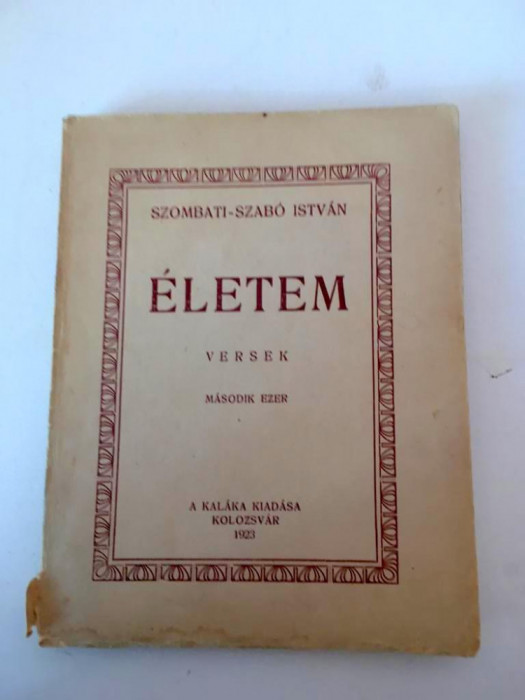 SZOMBATI-SZABÓ ISTVÁN
ÉLETEM
VERSEK
MÁSODIK EZER
A KALÁKA KIADÁSA
KOLOZSVÁR
1923